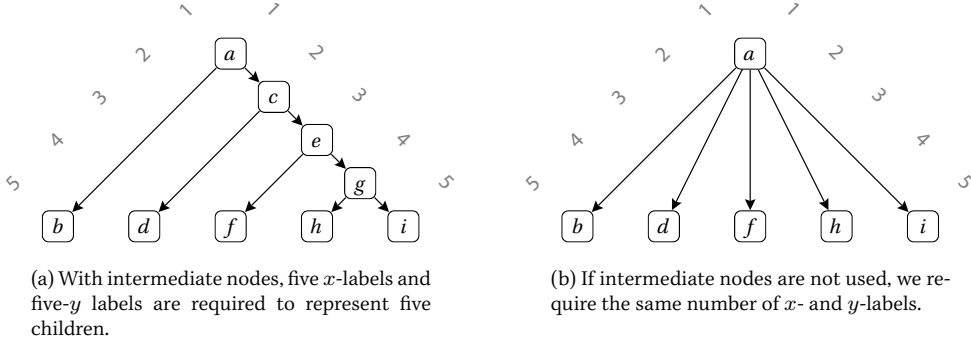 1 1
2 a 2
3 c 3
4 e 4
5 g 5
b d f h i
(a) With intermediate nodes, five x-labels and
five-y labels are required to represent five
children.
1 1
2 a 2
3 3
4 4
5 5
b d f h i
(b) If intermediate nodes are not used, we re-
quire the same number of x- and y-labels.